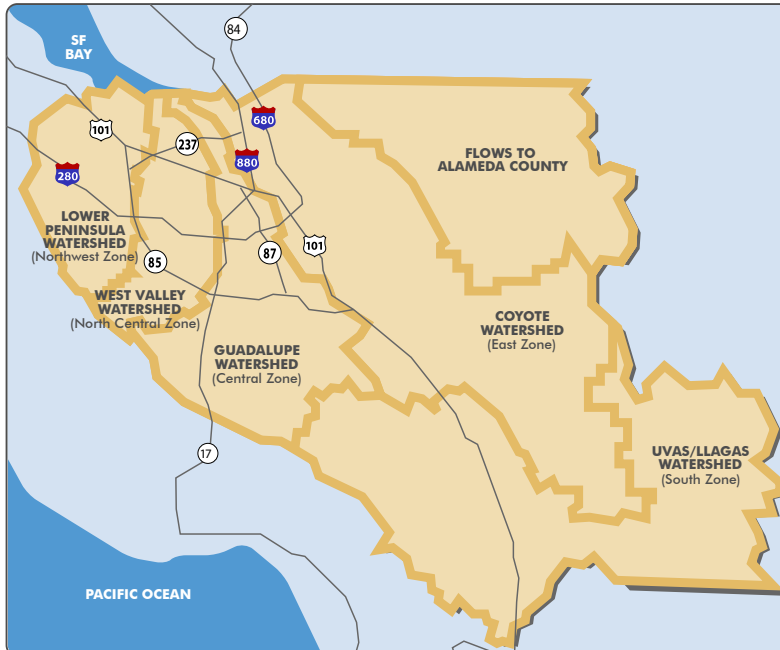 SF
BAY
84
101
680
237
880
280
FLOWS TO
ALAMEDA COUNTY
LOWER
PENINSULA
WATERSHED
(Northwest Zone)
85
87
101
WEST VALLEY
WATERSHED
(North Central Zone)
COYOTE
WATERSHED
(East Zone)
GUADALUPE
WATERSHED
(Central Zone)
17
UVAS/LLAGAS
WATERSHED
(South Zone)
PACIFIC OCEAN